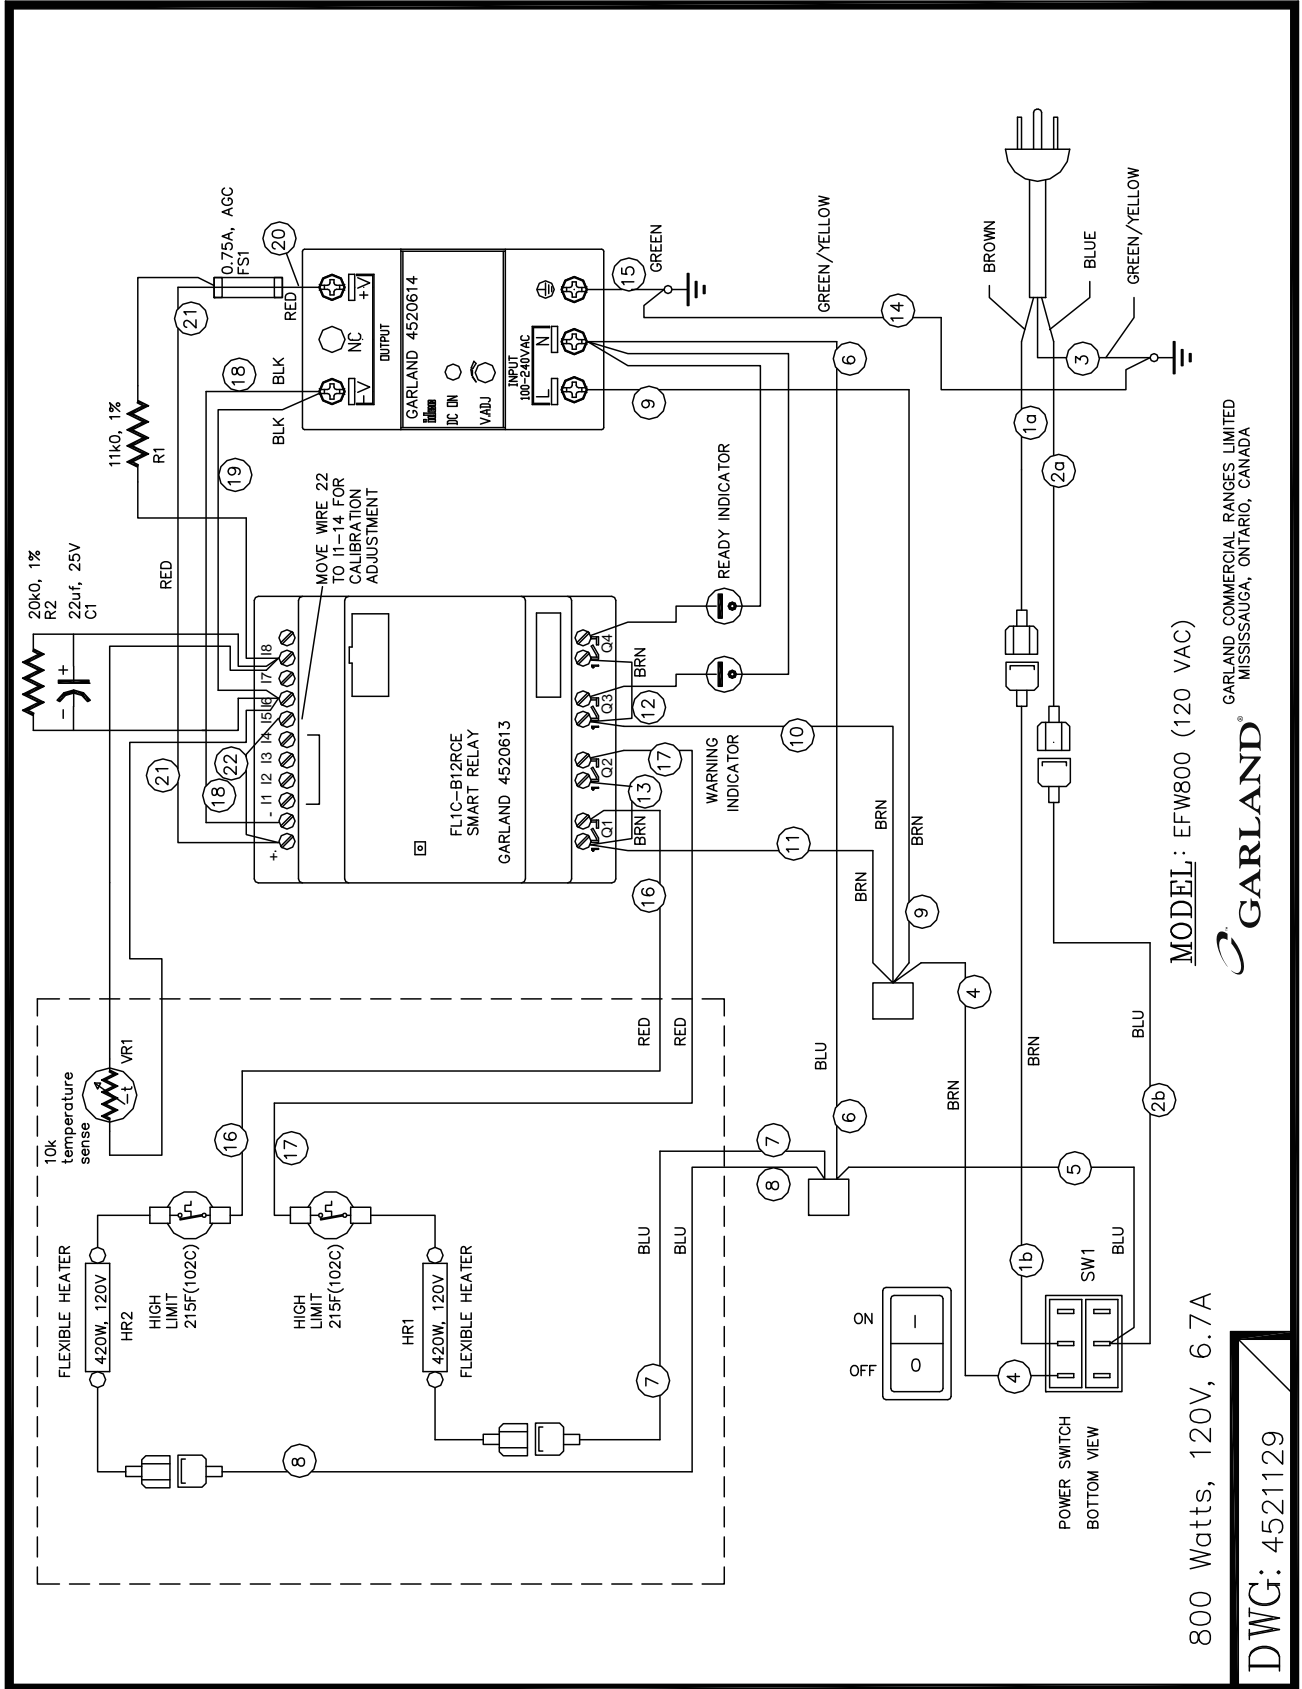 20k0, 1%
R2
22uf, 25V
C1
+
-
11k0, 1%
R1
0.75A, AGC
FS1
20
21
RED
RED
18
BLK
19
BLK
MOVE WIRE 22
TO I1-14 FOR
CALIBRATION
ADJUSTMENT
21
18
22
+
-
I1
I2
I3
I4
I5
I6
I7
I8
FL1C-B12RCE
SMART RELAY
GARLAND 4520613
Q1
Q2
Q3
Q4
BRN
BRN
13
12
17
16
11
10
WARNING
INDICATOR
READY INDICATOR
-V
NC
+V
OUTPUT
GARLAND 4520614
idec
DC ON
V.ADJ
INPUT
100-240VAC
L
N
15
GREEN
GREEN/YELLOW
14
6
9
BROWN
BLUE
GREEN/YELLOW
3
1a
2a
10k
temperature
sense
VR1
-t
16
17
RED
RED
FLEXIBLE HEATER
420W, 120V
HR2
HIGH
LIMIT
215F(102C)
HIGH
LIMIT
215F(102C)
HR1
420W, 120V
FLEXIBLE HEATER
8
7
BLU
BLU
7
8
BLU
6
5
BRN
BRN
BRN
9
4
BRN
BRN
BLU
2b
1b
SW1
BLU
4
ON
OFF
I
O
POWER SWITCH
BOTTOM VIEW
MODEL: EFW800 (120 VAC)
GARLAND®
GARLAND COMMERCIAL RANGES LIMITED
MISSISSAUGA, ONTARIO, CANADA
800 Watts, 120V, 6.7A
DWG: 4521129